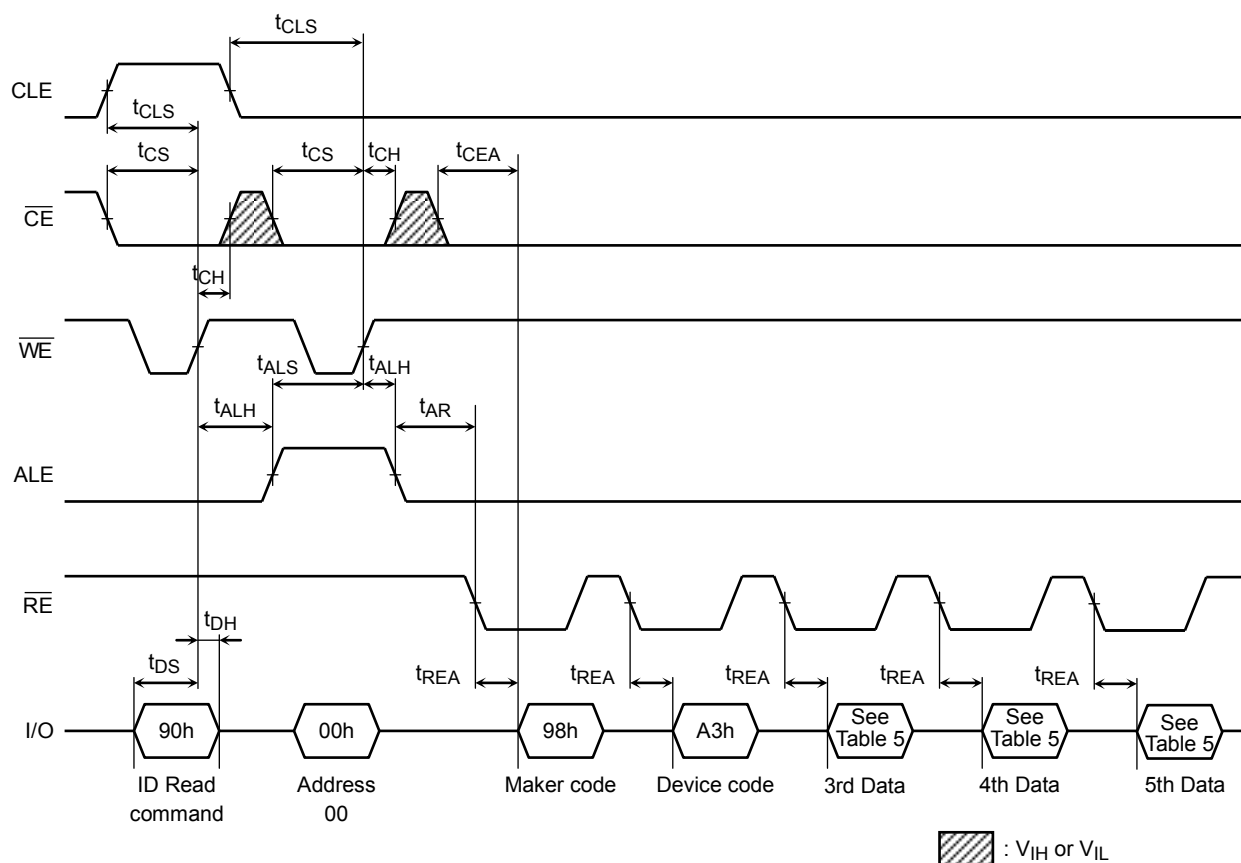 tCLS
CLE
tCLS
tCS tCS tCH tCEA
CE
tCH
WE
tALS tALH
tALH tAR
ALE
RE
tDH
tDS tREA tREA tREA tREA tREA
I/O 90h 00h 98h A3h See Table 5 See Table 5 See Table 5
ID Read command Address 00 Maker code Device code 3rd Data 4th Data 5th Data
: VIH or VIL